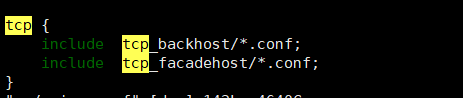 tcp {
    include  tcp_backhost/*.conf;
    include  tcp_facadehost/*.conf;
}